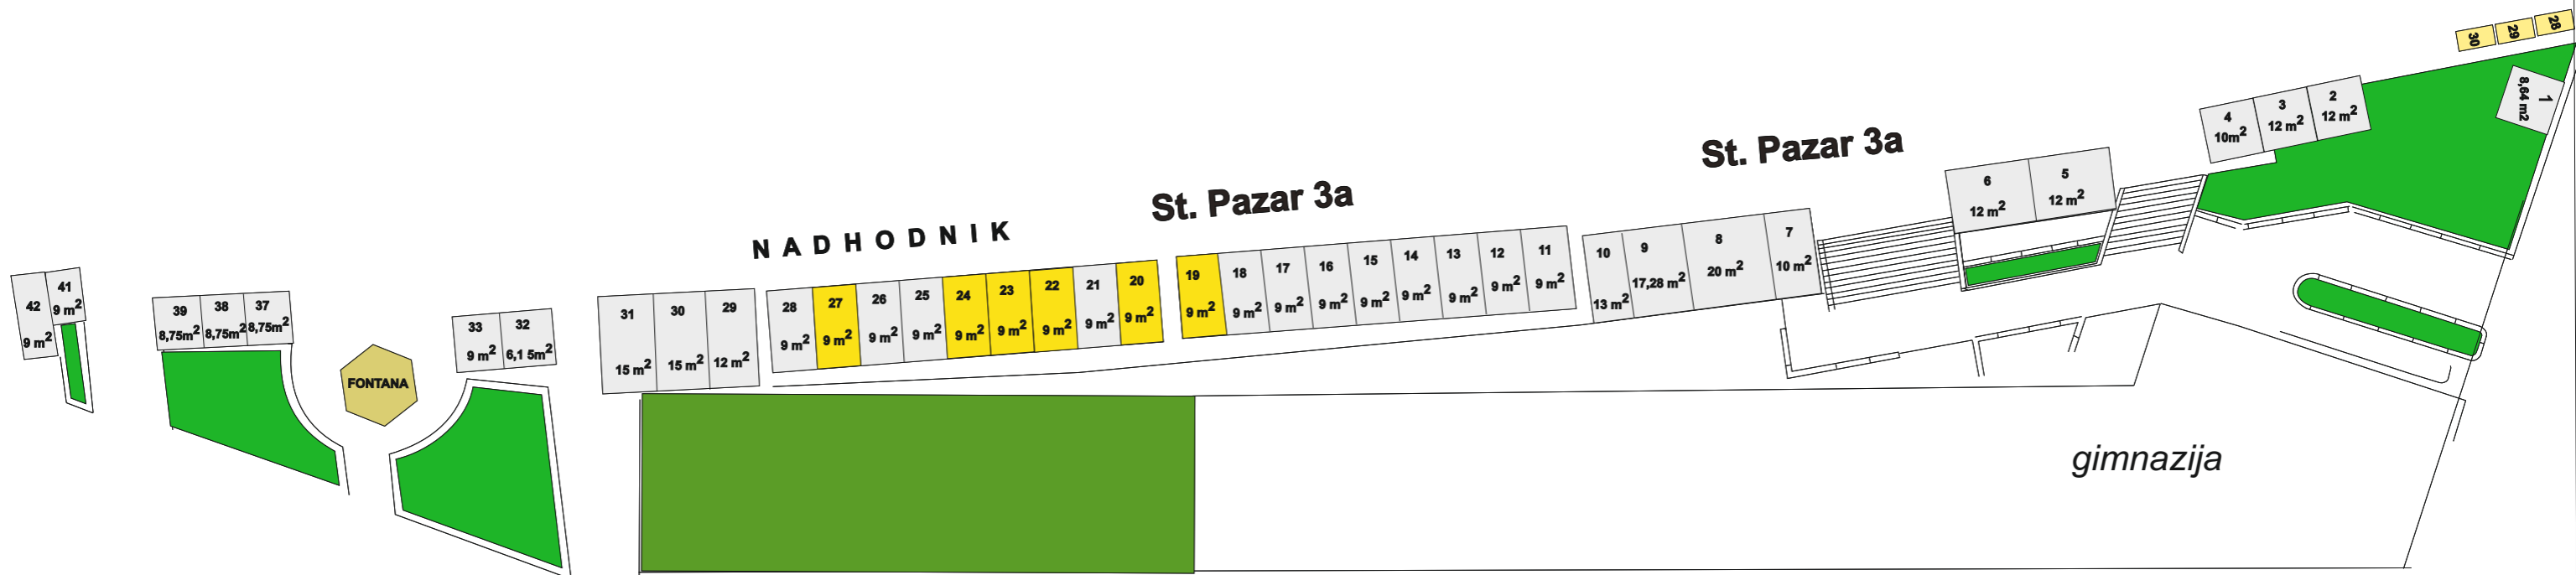 30
29
28
1
8,64 m2
2
12 m²
3
12 m²
4
10m²
St. Pazar 3a
5
12 m²
6
12 m²
St. Pazar 3a
NADHODNIK
7
10 m²
8
20 m²
9
17,28 m²
10
13 m²
11
9 m²
12
9 m²
13
9 m²
14
9 m²
15
9 m²
16
9 m²
17
9 m²
18
9 m²
19
9 m²
20
9 m²
21
9 m²
22
9 m²
23
9 m²
24
9 m²
25
9 m²
26
9 m²
27
9 m²
28
9 m²
29
12 m²
30
15 m²
31
15 m²
32
6,1 5m²
33
9 m²
FONTANA
37
8,75m²
38
8,75m²
39
8,75m²
41
9 m²
42
9 m²
gimnazija